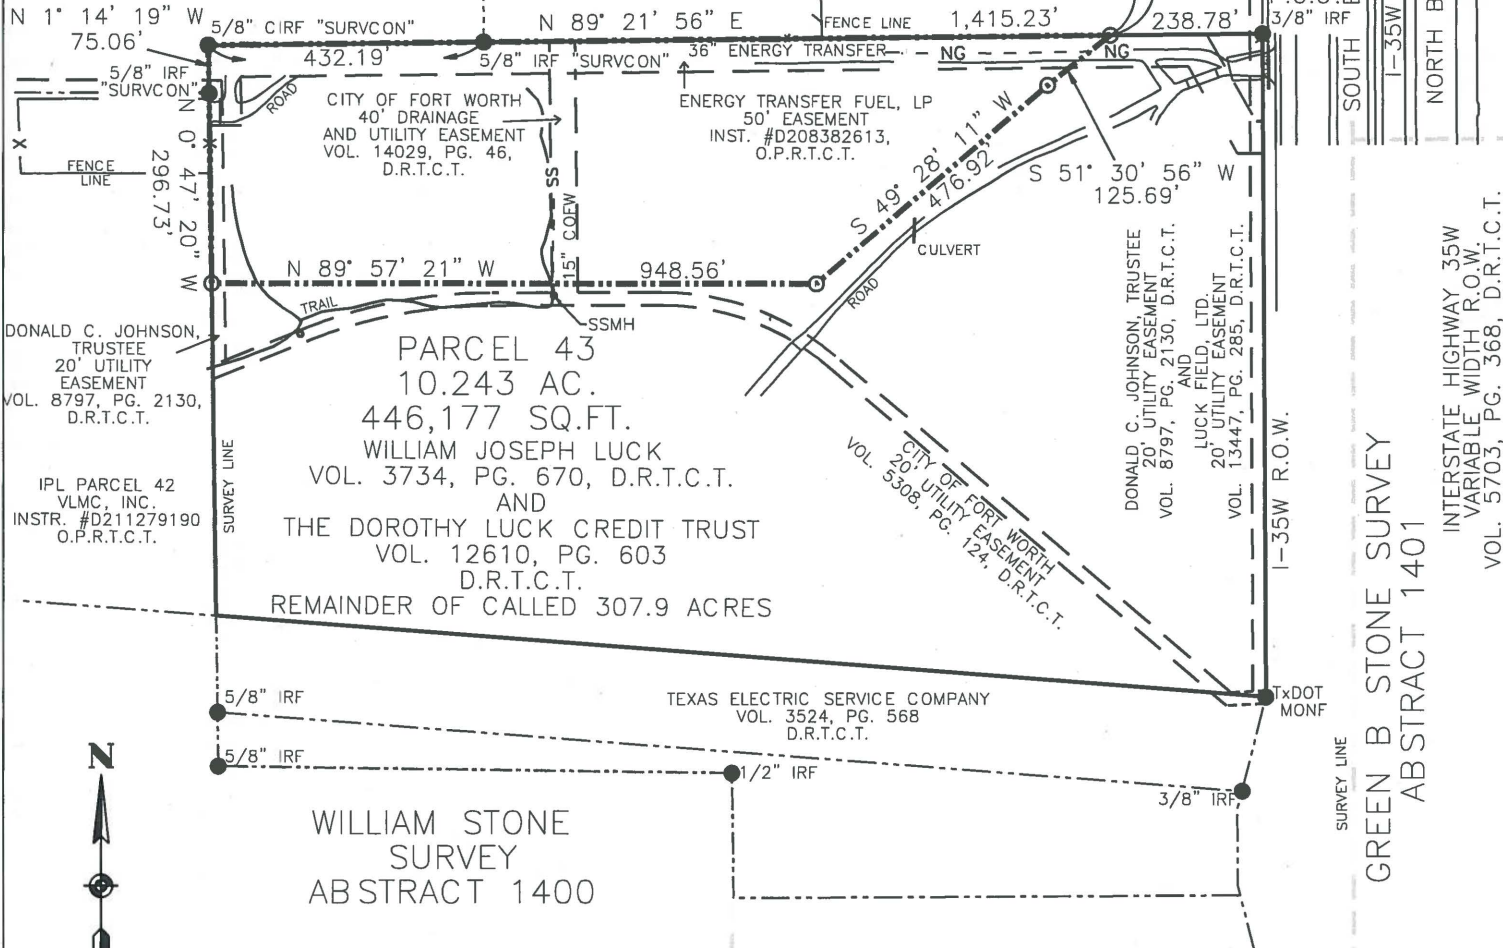 N 1° 14' 19" W
75.06'
5/8" CIRF "SURVCON"
432.19'
N 89° 21' 56" E
5/8" IRF "SURVCON"
FENCE LINE
36" ENERGY TRANSFER
NG
NG
1,415.23'
238.78'
3/8" IRF
5/8" IRF
"SURVCON"
ROAD
CITY OF FORT WORTH
40' DRAINAGE
AND UTILITY EASEMENT
VOL. 14029, PG. 46,
D.R.T.C.T.
ENERGY TRANSFER FUEL, LP
50' EASEMENT
INST. #D208382613,
O.P.R.T.C.T.
X
FENCE
LINE
N 0° 47' 20" W
296.73'
SS
15" COFW
S 49° 28' 11" W
476.92'
S 51° 30' 56" W
125.69'
CULVERT
ROAD
N 89° 57' 21" W
948.56'
TRAIL
SSMH
DONALD C. JOHNSON,
TRUSTEE
20' UTILITY
EASEMENT
VOL. 8797, PG. 2130,
D.R.T.C.T.
PARCEL 43
10.243 AC.
446,177 SQ.FT.
WILLIAM JOSEPH LUCK
VOL. 3734, PG. 670, D.R.T.C.T.
AND
THE DOROTHY LUCK CREDIT TRUST
VOL. 12610, PG. 603
D.R.T.C.T.
REMAINDER OF CALLED 307.9 ACRES
IPL PARCEL 42
VLMC, INC.
INSTR. #D211279190
O.P.R.T.C.T.
SURVEY LINE
CITY OF FORT WORTH
20' UTILITY EASEMENT
VOL. 5308, PG. 124, D.R.T.C.T.
DONALD C. JOHNSON, TRUSTEE
20' UTILITY EASEMENT
VOL. 8797, PG. 2130, D.R.T.C.T.
AND
LUCK FIELD, LTD.
20' UTILITY EASEMENT
VOL. 13447, PG. 285, D.R.T.C.T.
I-35W R.O.W.
SOUTH
I-35W
NORTH B
INTERSTATE HIGHWAY 35W
VARIABLE WIDTH R.O.W.
VOL. 5703, PG. 368, D.R.T.C.T.
GREEN B STONE SURVEY
ABSTRACT 1401
SURVEY LINE
TxDOT
MONF
TEXAS ELECTRIC SERVICE COMPANY
VOL. 3524, PG. 568
D.R.T.C.T.
5/8" IRF
5/8" IRF
1/2" IRF
3/8" IRF
N
WILLIAM STONE
SURVEY
ABSTRACT 1400